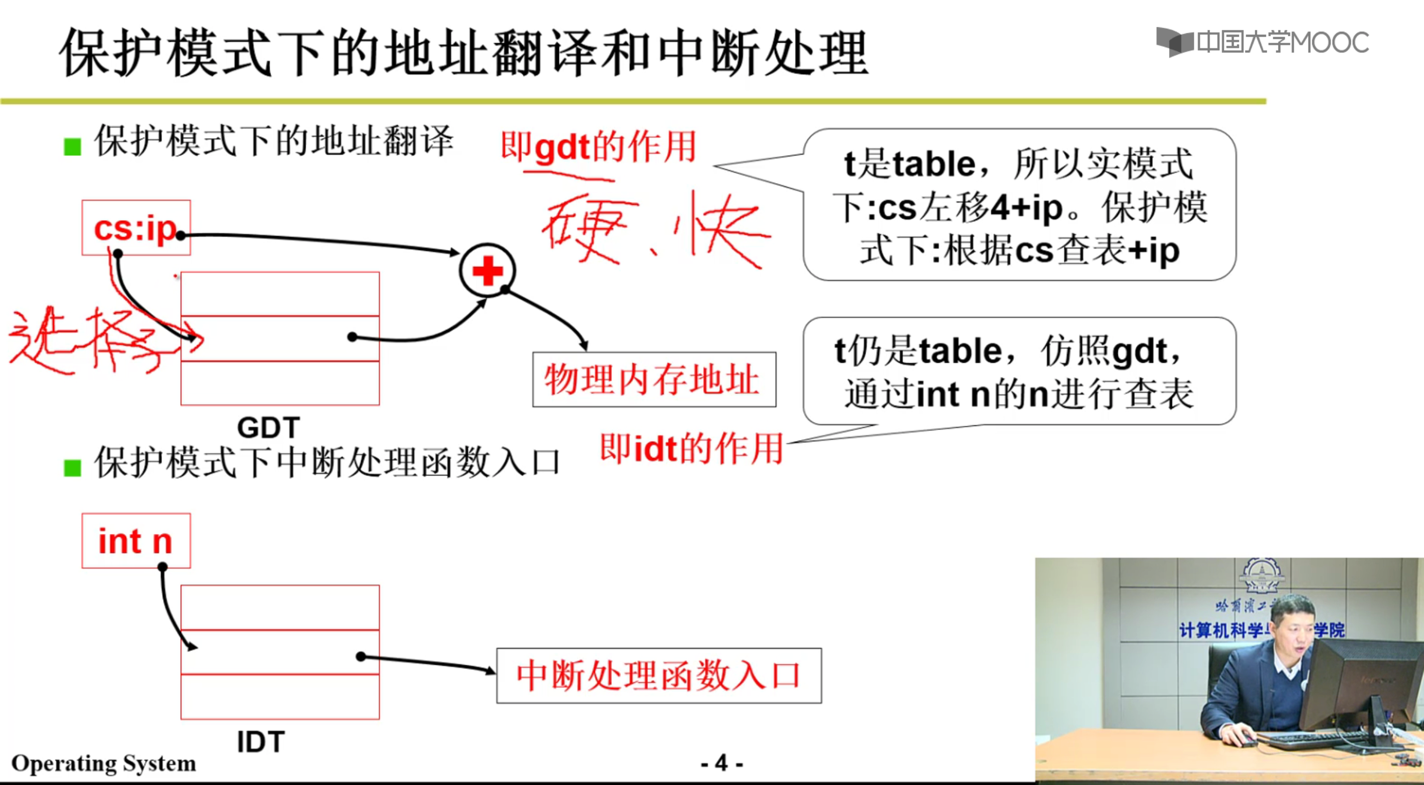 保护模式下的地址翻译和中断处理
中国大学MOOC
保护模式下的地址翻译
即gdt的作用
t是table，所以实模式
下:cs左移4+ip。保护模
式下:根据cs查表+ip
硬、快
cs:ip
选择子
物理内存地址
GDT
t仍是table，仿照gdt，
通过int n的n进行查表
即idt的作用
保护模式下中断处理函数入口
int n
中断处理函数入口
IDT
哈尔滨工
计算机科学与 学院
Operating System
- 4 -